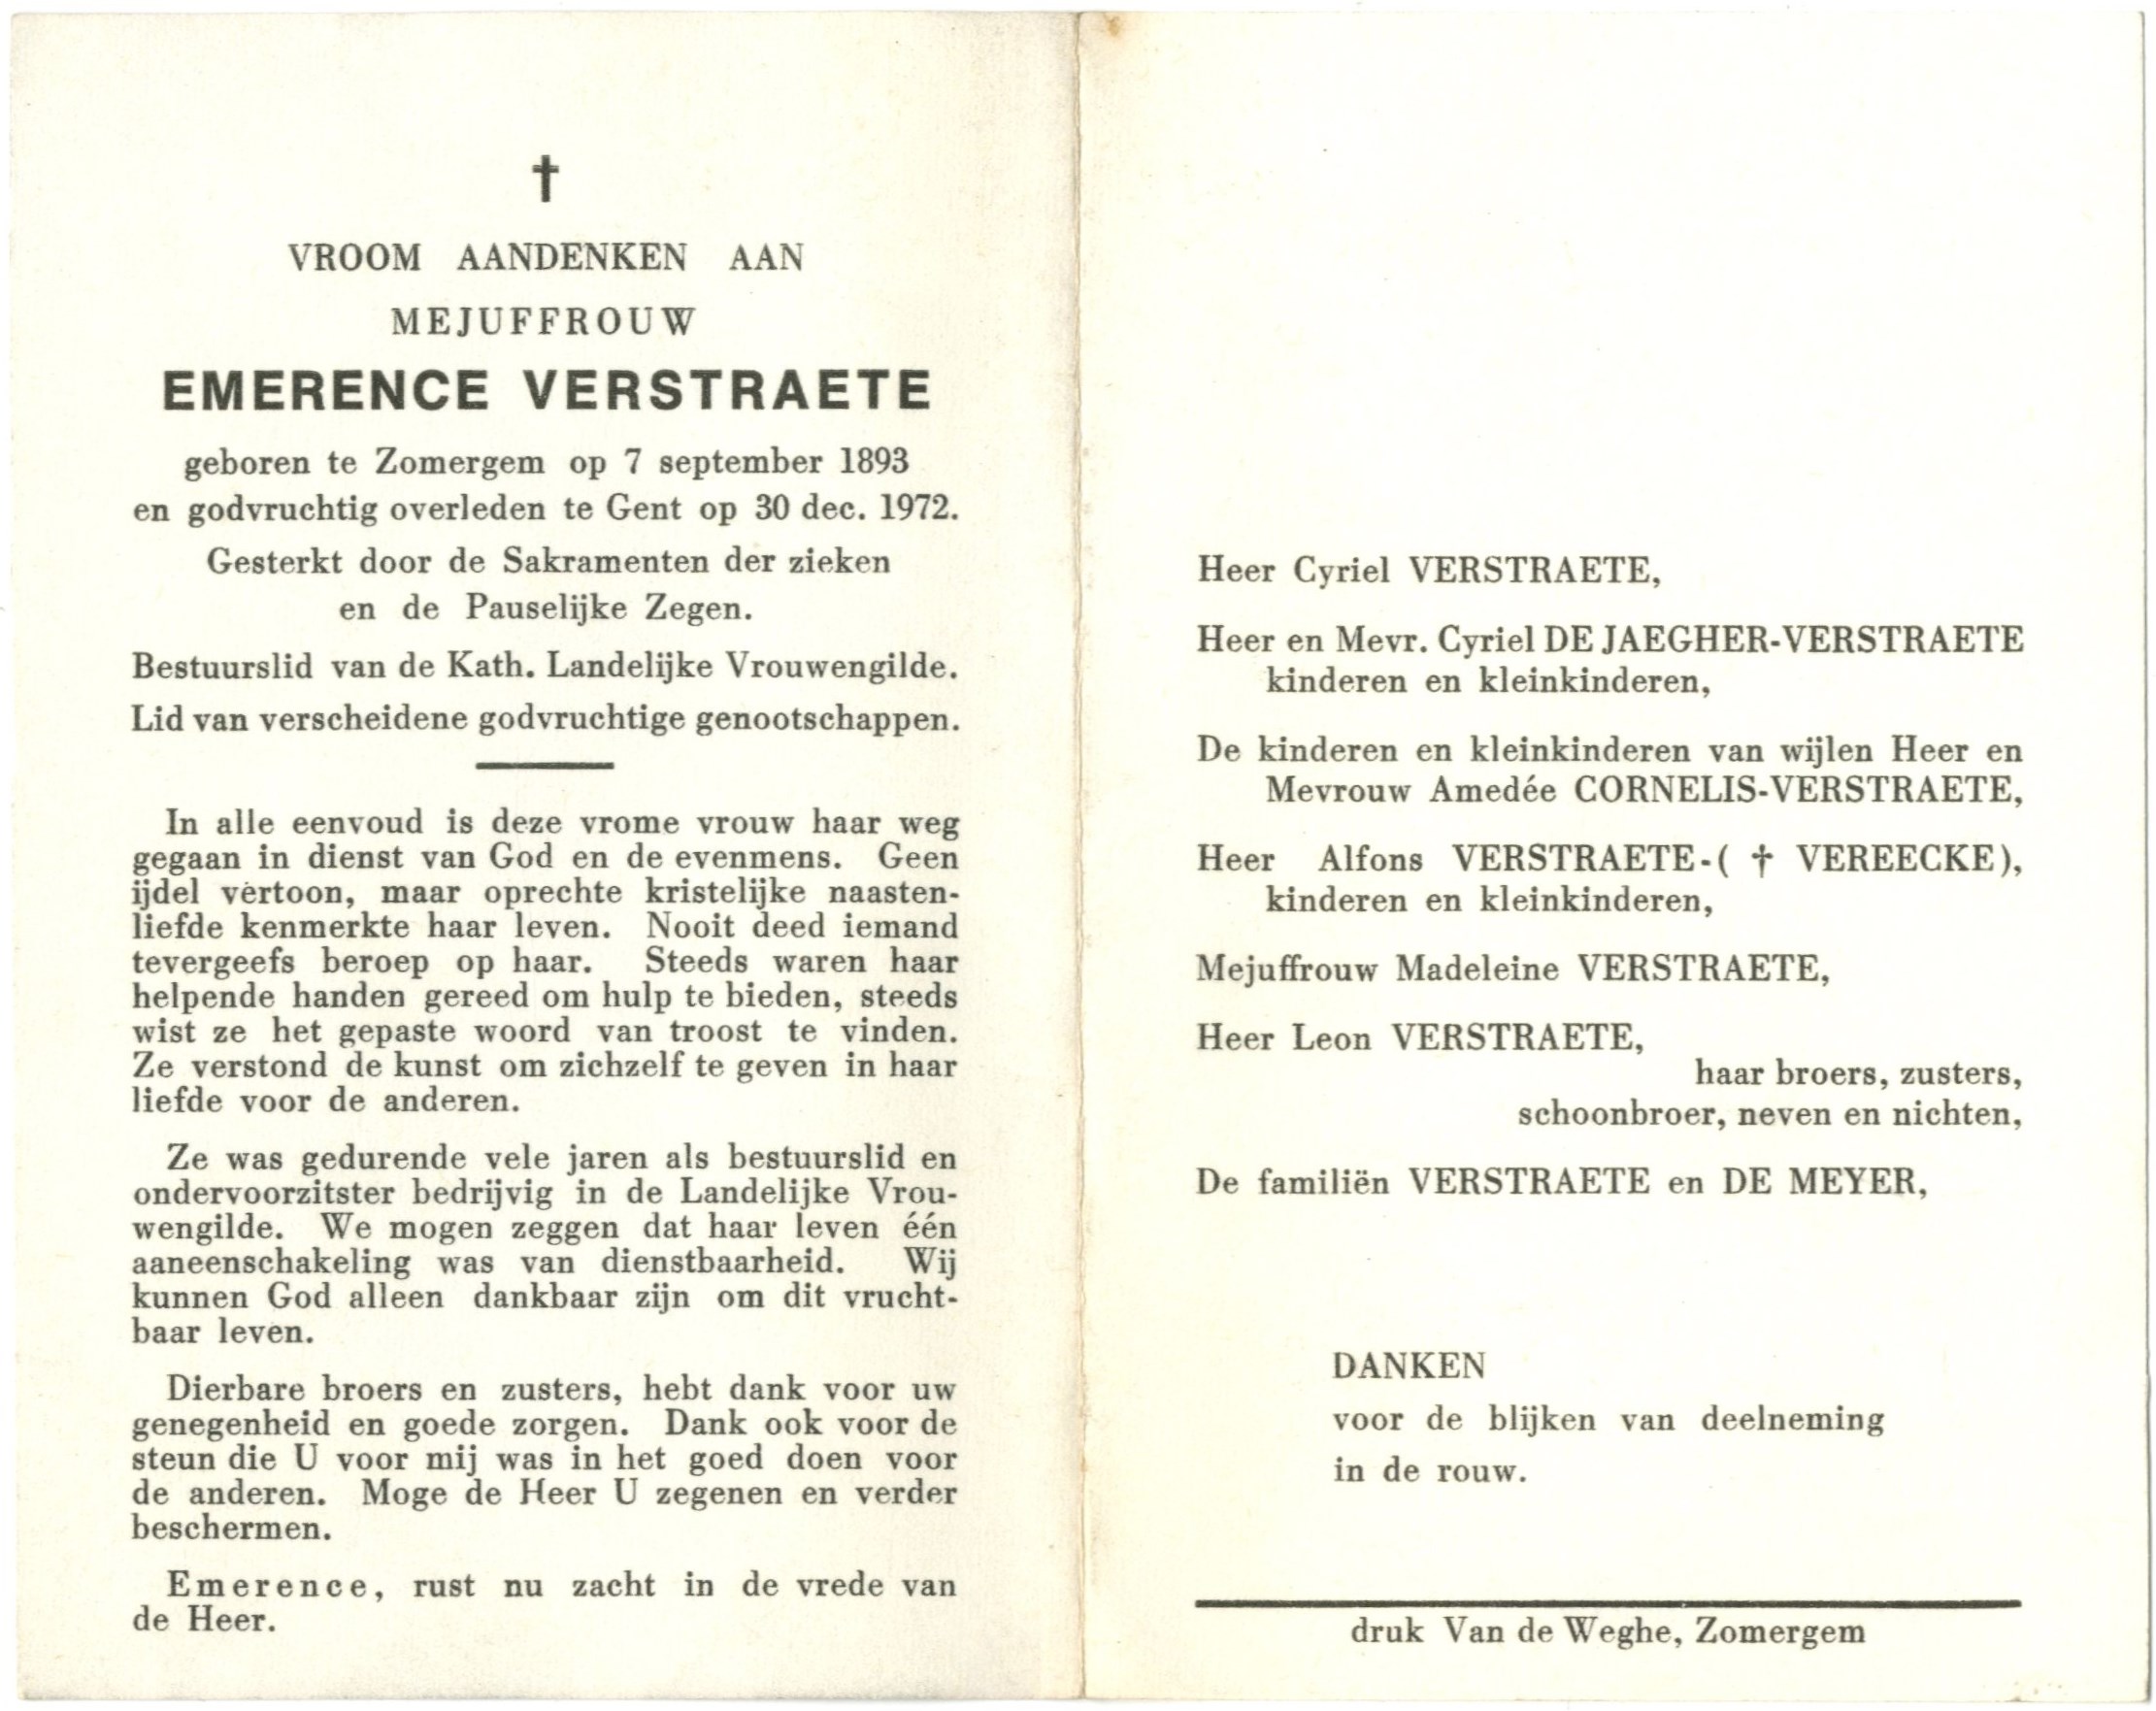 †
VROOM AANDENKEN AAN
MEJUFFROUW
EMERENCE VERSTRAETE
geboren te Zomergem op 7 september 1893
en godvruchtig overleden te Gent op 30 dec. 1972.
Gesterkt door de Sakramenten der zieken
en de Pauselijke Zegen.
Bestuurslid van de Kath. Landelijke Vrouwengilde.
Lid van verscheidene godvruchtige genootschappen.
In alle eenvoud is deze vrome vrouw haar weg
gegaan in dienst van God en de evenmens. Geen
ijdel vertoon, maar oprechte kristelijke naasten-
liefde kenmerkte haar leven. Nooit deed iemand
tevergeefs beroep op haar. Steeds waren haar
helpende handen gereed om hulp te bieden, steeds
wist ze het gepaste woord van troost te vinden.
Ze verstond de kunst om zichzelf te geven in haar
liefde voor de anderen.
Ze was gedurende vele jaren als bestuurslid en
ondervoorzitster bedrijvig in de Landelijke Vrou-
wengilde. We mogen zeggen dat haar leven één
aaneenschakeling was van dienstbaarheid. Wij
kunnen God alleen dankbaar zijn om dit vrucht-
baar leven.
Dierbare broers en zusters, hebt dank voor uw
genegenheid en goede zorgen. Dank ook voor de
steun die U voor mij was in het goed doen voor
de anderen. Moge de Heer U zegenen en verder
beschermen.
Emerence, rust nu zacht in de vrede van
de Heer.
Heer Cyriel VERSTRAETE,
Heer en Mevr. Cyriel DE JAEGHER-VERSTRAETE
kinderen en kleinkinderen,
De kinderen en kleinkinderen van wijlen Heer en
Mevrouw Amedée CORNELIS-VERSTRAETE,
Heer Alfons VERSTRAETE-( † VEREECKE),
kinderen en kleinkinderen,
Mejuffrouw Madeleine VERSTRAETE,
Heer Leon VERSTRAETE,
haar broers, zusters,
schoonbroer, neven en nichten,
De familiën VERSTRAETE en DE MEYER,
DANKEN
voor de blijken van deelneming
in de rouw.
druk Van de Weghe, Zomergem